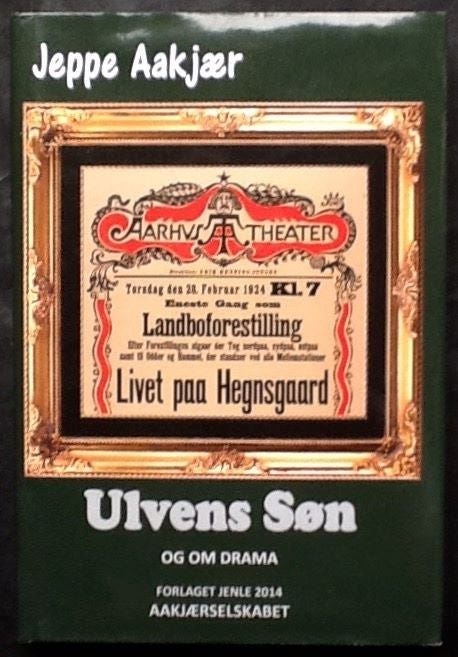 Jeppe Aakjær
AARHUS THEATER
Torsdag den 28. Februar 1924 Kl. 7
Eneste Gang som
Landboforestilling
Efter Forestillingen afgaar der Tog nordpaa, sydpaa, østpaa
samt til Odder og Hammel, der standser ved alle Mellemstationer
Livet paa Hegnsgaard
Ulvens Søn
OG OM DRAMA
FORLAGET JENLE 2014
AAKJÆRSELSKABET